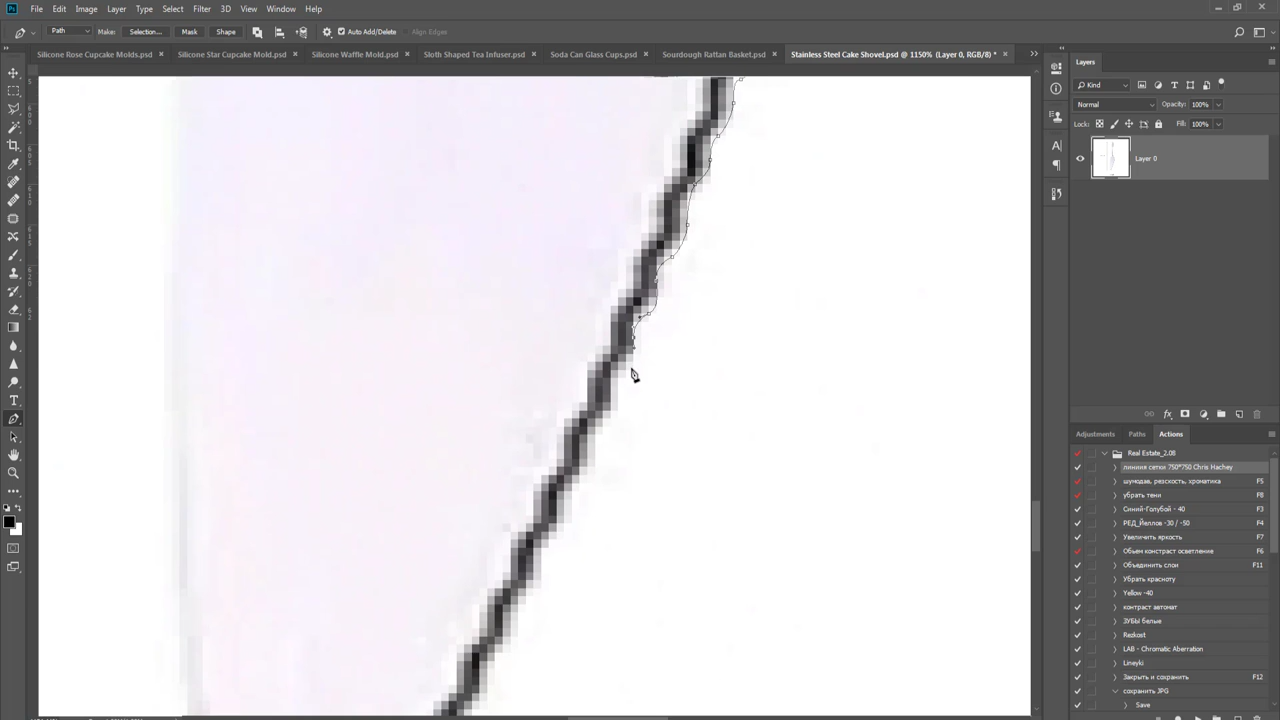 Ps File Edit Image Layer Type Select Filter 3D View Window Help
Path Make: Selection... Mask Shape Auto Add/Delete Align Edges
Silicone Rose Cupcake Molds.psd Silicone Star Cupcake Mold.psd Silicone Waffle Mold.psd Sloth Shaped Tea Infuser.psd Soda Can Glass Cups.psd Sourdough Rattan Basket.psd Stainless Steel Cake Shovel.psd @ 1150% (Layer 0, RGB/8) *
Layers
Kind
Normal Opacity: 100%
Lock: Fill: 100%
Layer 0
Adjustments Paths Actions
Real Estate_2.08
линиия сетки 750*750 Chris Hachey
шумодав, резскость, хроматика F5
убрать тени F8
Синий-Голубой - 40 F3
РЕД_Йеллов -30 / -50 F4
Увеличить яркость F7
Обьем констраст осветление F6
Объединить слои F11
Убрать красноту
Yellow -40
контраст автомат
ЗУБЫ белые
Rezkost
LAB - Chromatic Aberration
Lineyki
Закрыть и сохранить F12
сохранить JPG
Save